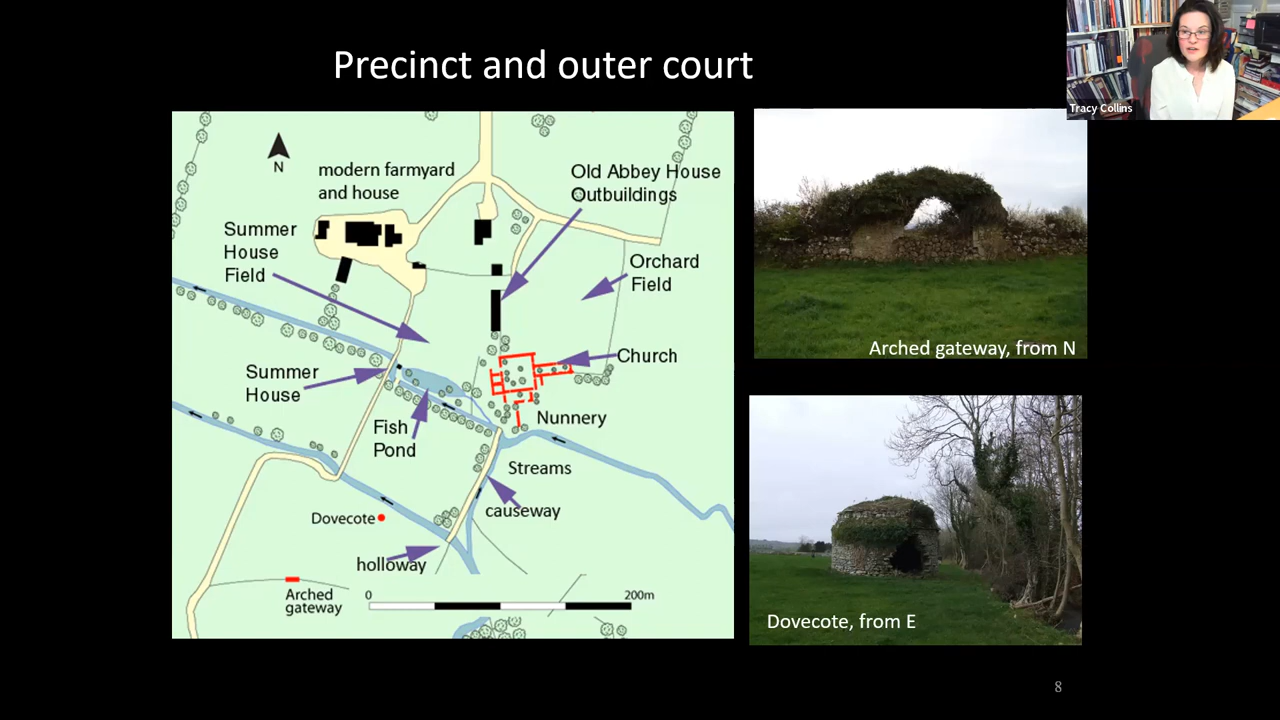 Precinct and outer court
Tracy Collins
N
modern farmyard
and house
Old Abbey House
Outbuildings
Summer
House
Field
Orchard
Field
Church
Summer
House
Fish
Pond
Nunnery
Streams
causeway
Dovecote
holloway
Arched
gateway
0
200m
Arched gateway, from N
Dovecote, from E
8